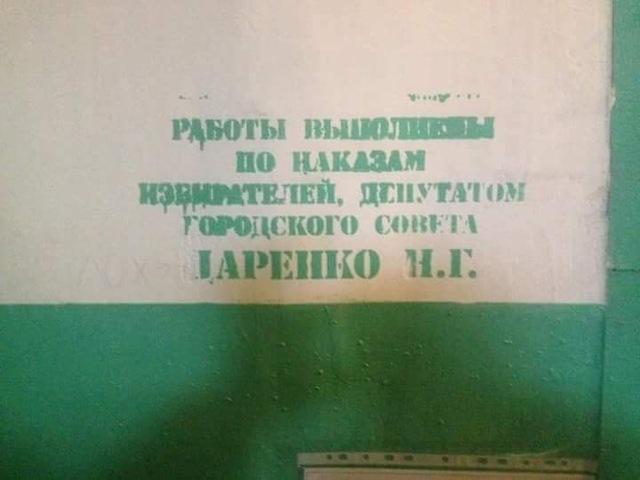 РАБОТЫ ВЫПОЛНЕНЫ
ПО НАКАЗАМ
ИЗБИРАТЕЛЕЙ, ДЕПУТАТОМ
ГОРОДСКОГО СОВЕТА
ЦАРЕНКО